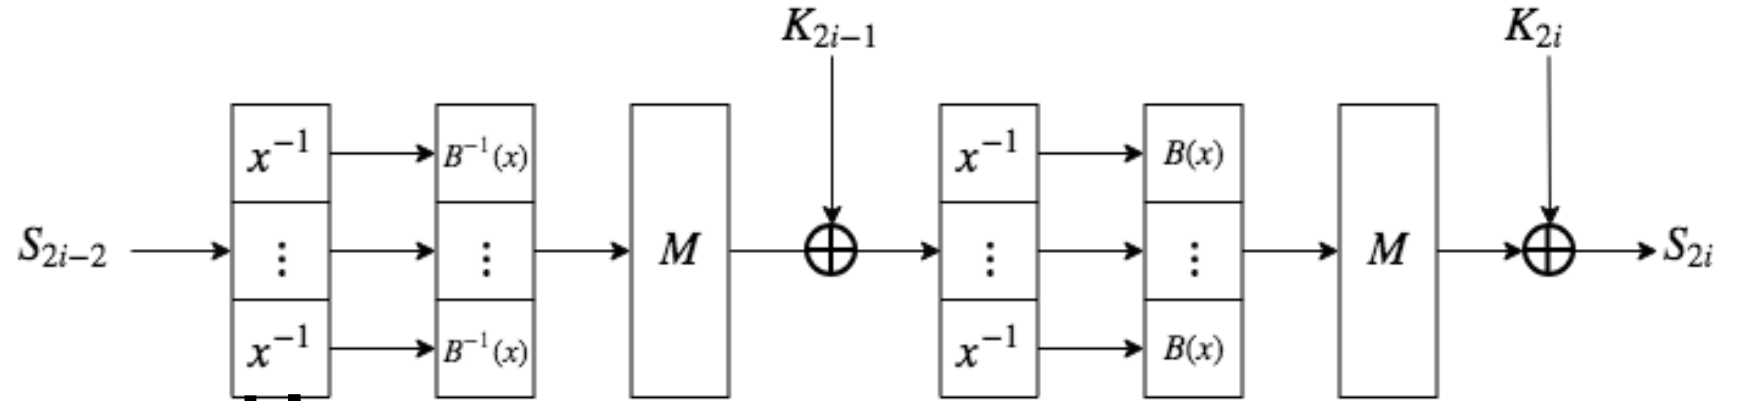 K₂ᵢ₋₁ K₂ᵢ
x⁻¹ B⁻¹(x) x⁻¹ B(x)
S₂ᵢ₋₂ ⋮ ⋮ M ⋮ ⋮ M S₂ᵢ
x⁻¹ B⁻¹(x) x⁻¹ B(x)